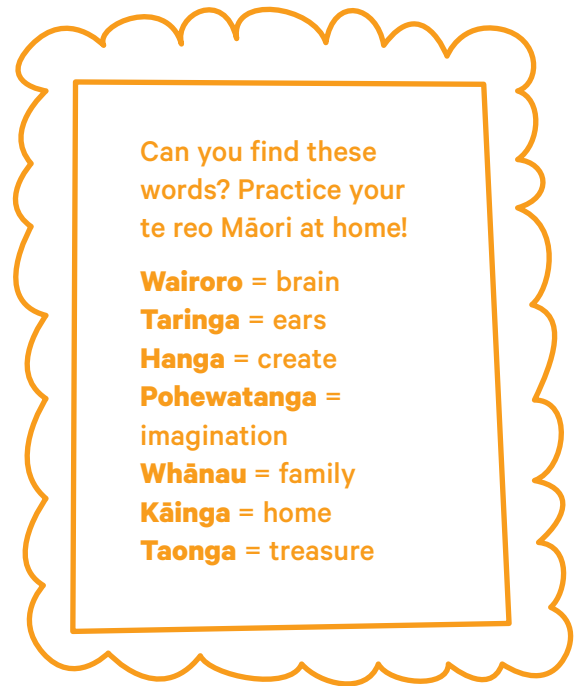 Can you find these
words? Practice your
te reo Māori at home!
Wairoro = brain
Taringa = ears
Hanga = create
Pohewatanga =
imagination
Whānau = family
Kāinga = home
Taonga = treasure